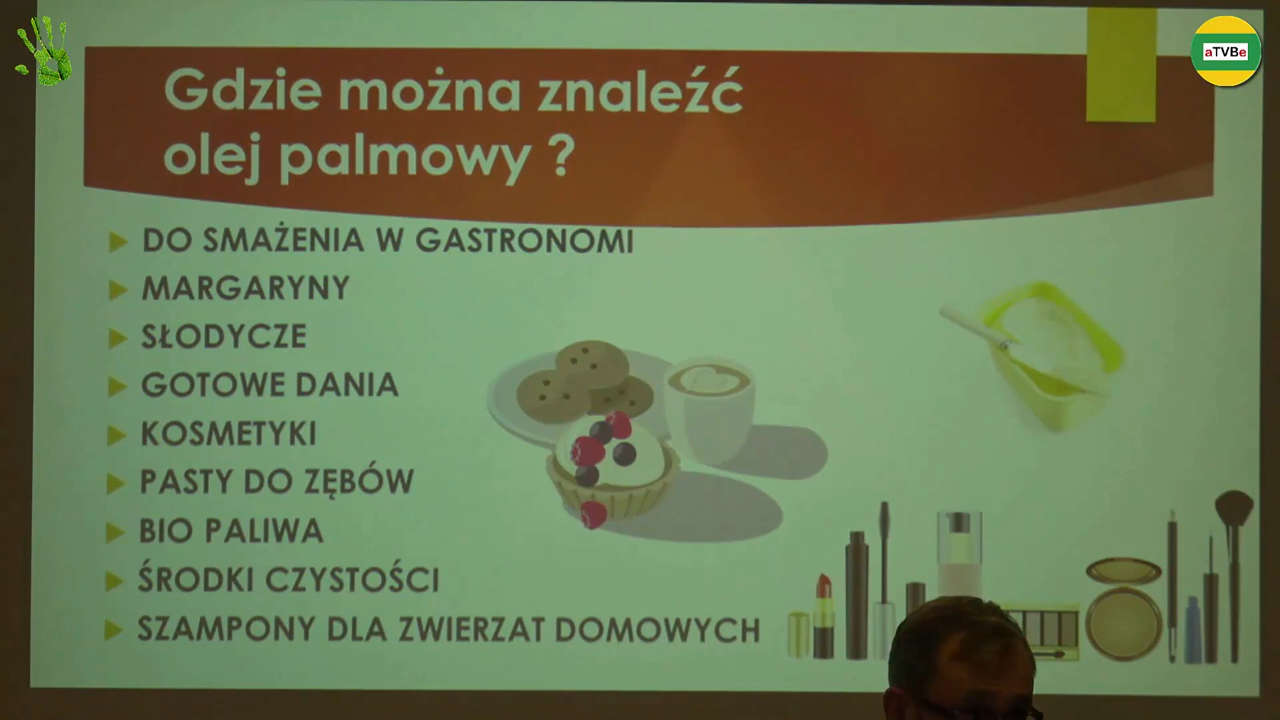 aTVBe
Gdzie można znaleźć
olej palmowy ?
DO SMAŻENIA W GASTRONOMI
MARGARYNY
SŁODYCZE
GOTOWE DANIA
KOSMETYKI
PASTY DO ZĘBÓW
BIO PALIWA
ŚRODKI CZYSTOŚCI
SZAMPONY DLA ZWIERZAT DOMOWYCH